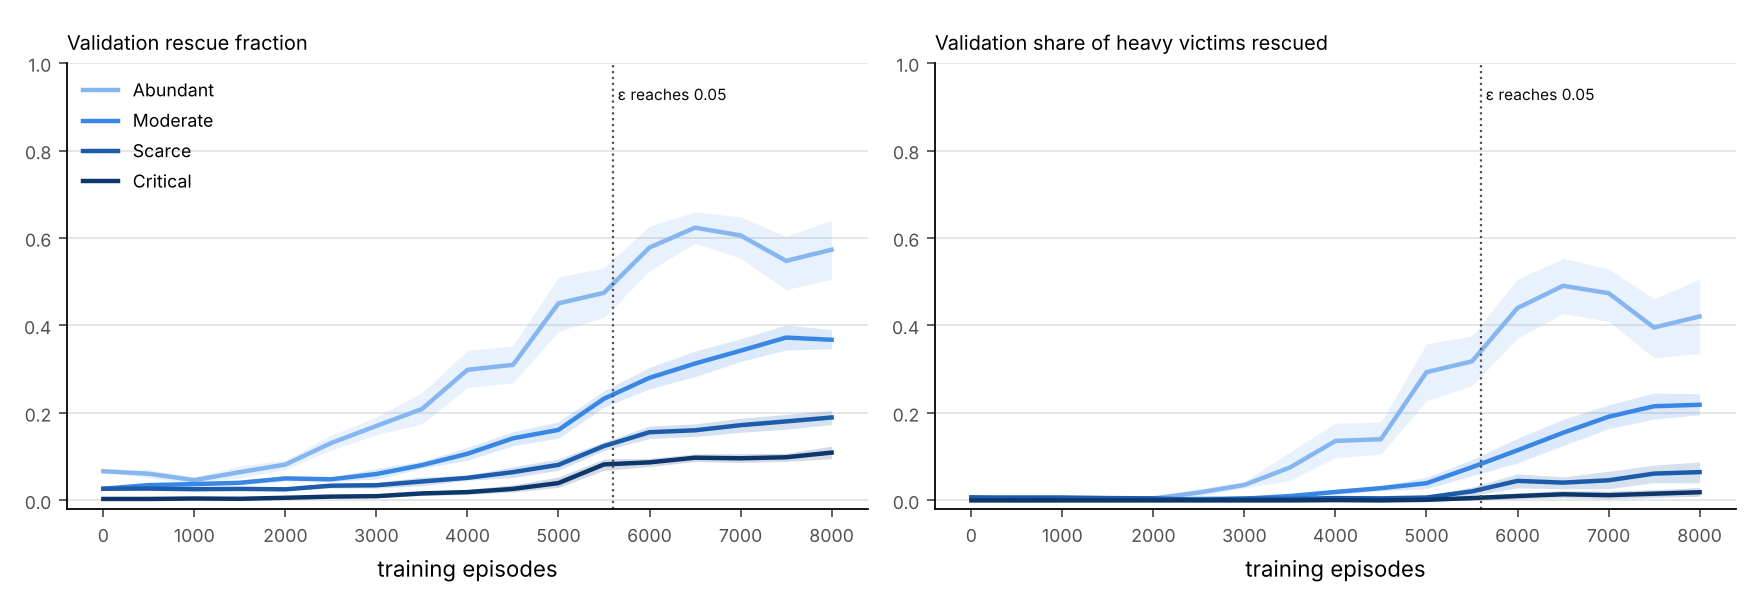 Validation rescue fraction
1.0
0.8
0.6
0.4
0.2
0.0
Abundant
Moderate
Scarce
Critical
ε reaches 0.05
0 1000 2000 3000 4000 5000 6000 7000 8000
training episodes
Validation share of heavy victims rescued
1.0
0.8
0.6
0.4
0.2
0.0
ε reaches 0.05
0 1000 2000 3000 4000 5000 6000 7000 8000
training episodes